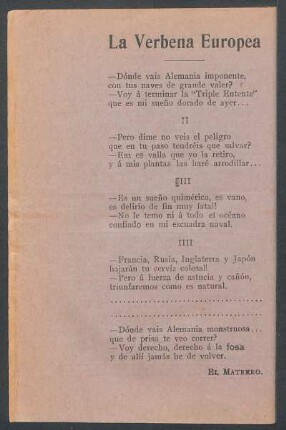 La Verbena Europea
—Dónde vais Alemania imponente,
con tus naves de grande valer?
—Voy á terminar la "Triple Entente"
que es mi sueño dorado de ayer...
II
—Pero dime no veis el peligro
que en tu paso tendréis que salvar?
—Esa es valla que yo la retiro,
y á mis plantas las haré arrodillar...
III
—Es un sueño quimérico, es vano,
es delirio de fin muy fatal!
—No le temo ni á todo el océano
confiado en mi escuadra naval.
IIII
—Francia, Rusia, Inglaterra y Japón
bajarán tu cerviz colosal!
—Pero á fuerza de astucia y cañón,
triunfaremos como es natural.
...............................
...............................
—Dónde vais Alemania monstruosa...
que de prisa te veo correr?
—Voy derecho, derecho á la fosa
y de allí jamás he de volver.
EL MATRERO.